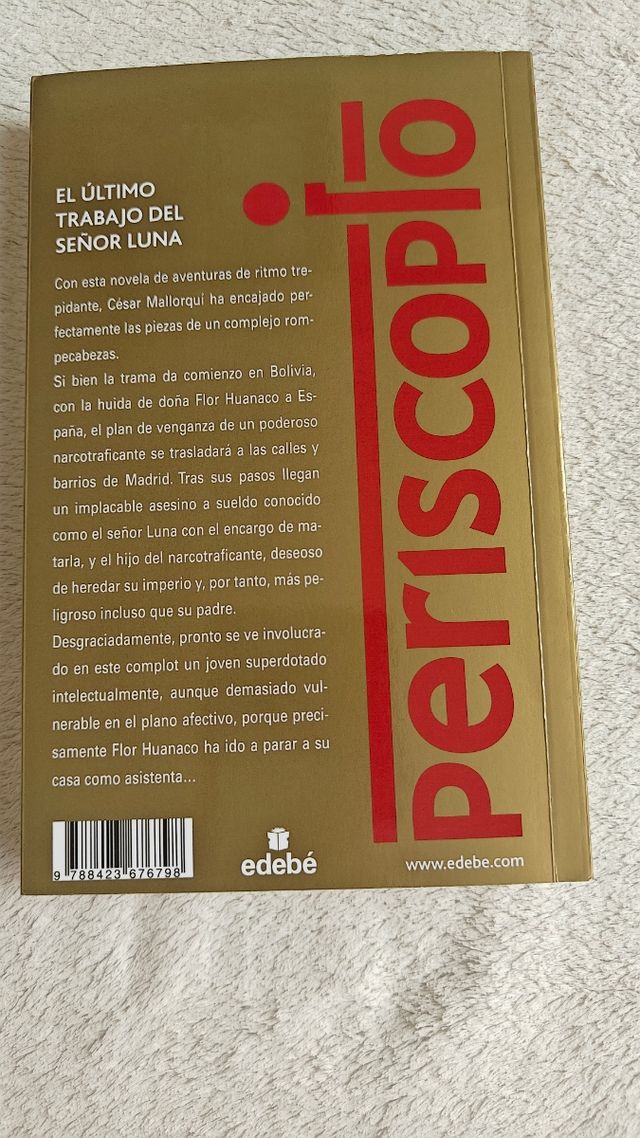 EL ÚLTIMO
TRABAJO DEL
SEÑOR LUNA
Con esta novela de aventuras de ritmo tre-
pidante, César Mallorquí ha encajado per-
fectamente las piezas de un complejo rom-
pecabezas.
Si bien la trama da comienzo en Bolivia,
con la huida de doña Flor Huanaco a Es-
paña, el plan de venganza de un poderoso
narcotraficante se trasladará a las calles y
barrios de Madrid. Tras sus pasos llegan
un implacable asesino a sueldo conocido
como el señor Luna con el encargo de ma-
tarla, y el hijo del narcotraficante, deseoso
de heredar su imperio y, por tanto, más pe-
ligroso incluso que su padre.
Desgraciadamente, pronto se ve involucra-
do en este complot un joven superdotado
intelectualmente, aunque demasiado vul-
nerable en el plano afectivo, porque preci-
samente Flor Huanaco ha ido a parar a su
casa como asistenta...
periscopio
9 788423 676798
edebé
www.edebe.com